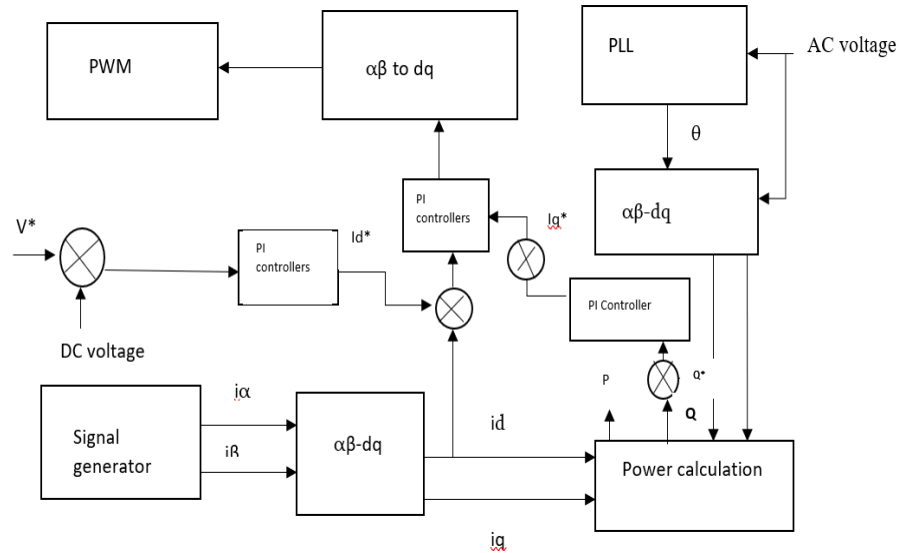 PWM
αβ to dq
PLL
AC voltage
θ
αβ-dq
PI
controllers
Iq*
V*
PI
controllers
Id*
PI Controller
DC voltage
P
Q*
Q
iα
Signal
generator
iß
αβ-dq
id
Power calculation
iq